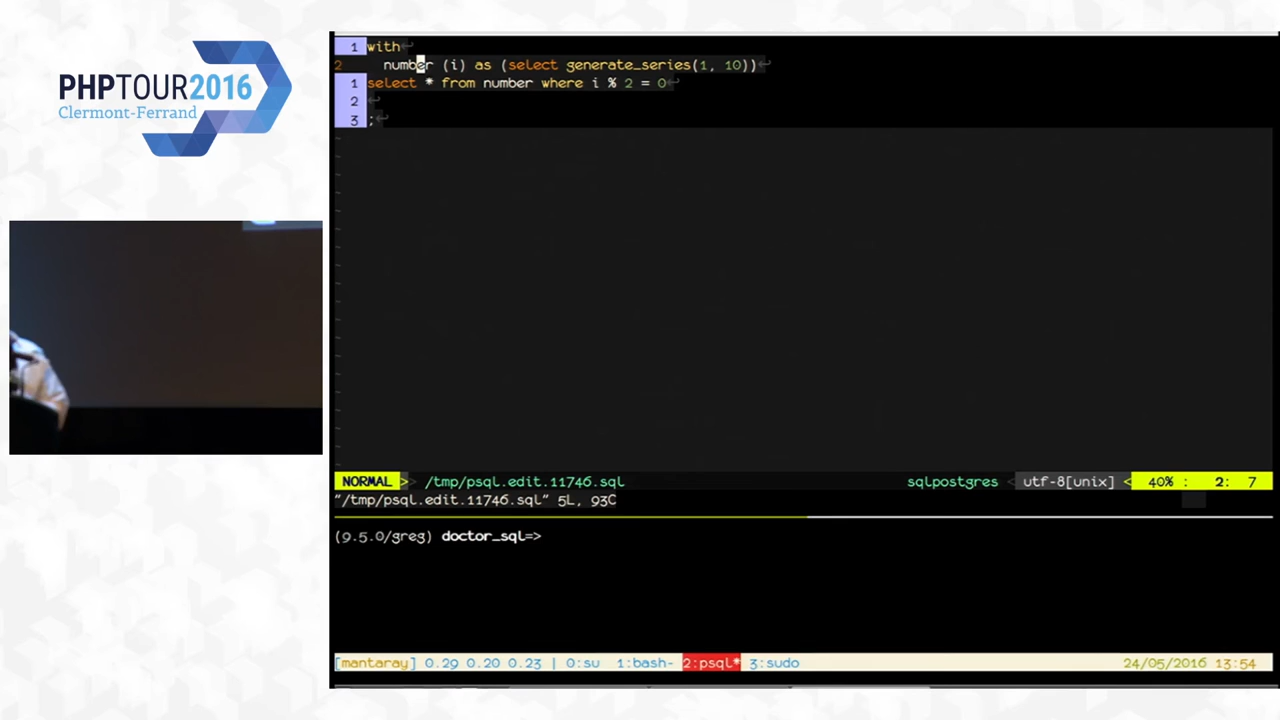 PHPTOUR2016
Clermont-Ferrand
1 with
2 number (i) as (select generate_series(1, 10))
1 select * from number where i % 2 = 0
2
3 ;
NORMAL > /tmp/psql.edit.11746.sql sqlpostgres < utf-8[unix] < 40% : 2: 7
"/tmp/psql.edit.11746.sql" 5L, 93C
(9.5.0/greg) doctor_sql=>
[mantaray] 0.29 0.20 0.23 | 0:su 1:bash- 2:psql* 3:sudo 24/05/2016 13:54